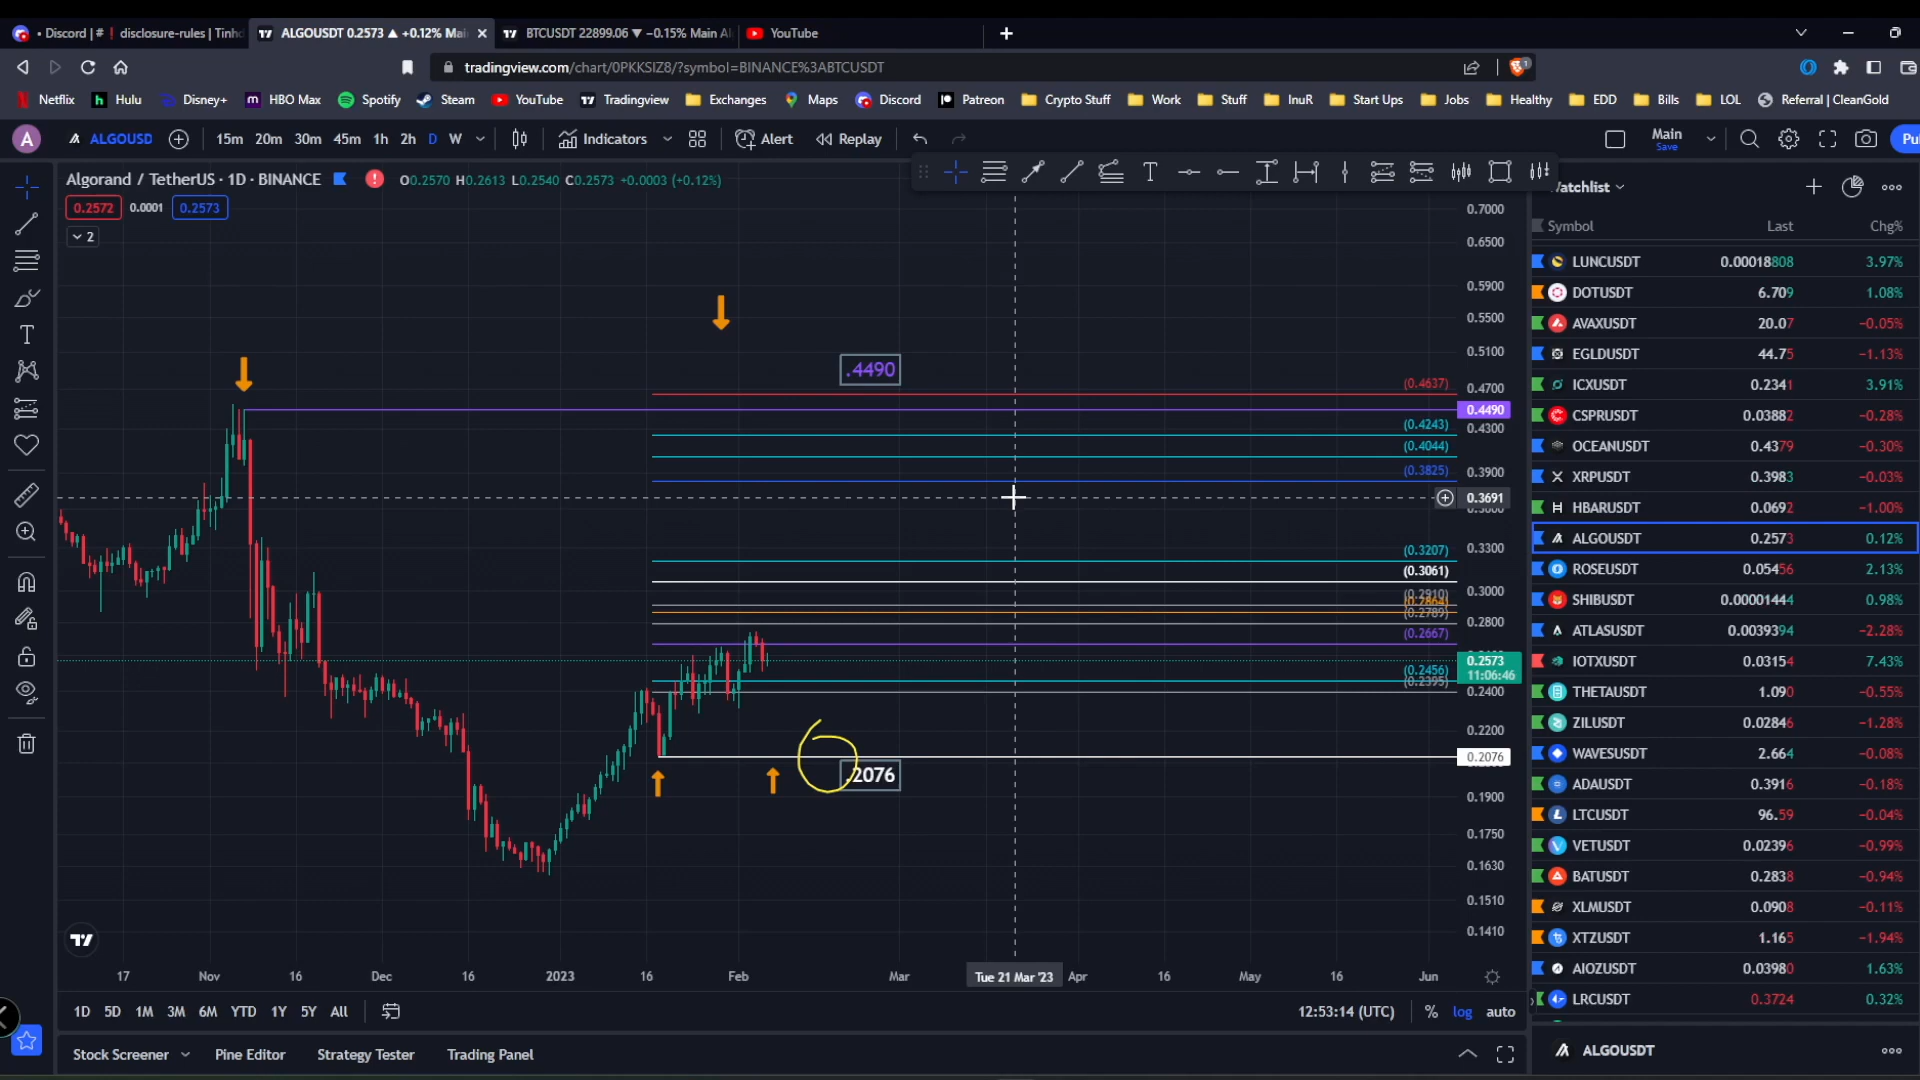 • Discord | # ❗ disclosure-rules | Tinhc
ALGOUSDT 0.2573 ▲ +0.12% Mai
BTCUSDT 22899.06 ▼ −0.15% Main Al
YouTube
tradingview.com/chart/0PKKSIZ8/?symbol=BINANCE%3ABTCUSDT
1
Netflix
Hulu
Disney+
HBO Max
Spotify
Steam
YouTube
Tradingview
Exchanges
Maps
Discord
Patreon
Crypto Stuff
Work
Stuff
InuR
Start Ups
Jobs
Healthy
EDD
Bills
LOL
Referral | CleanGold
A
ALGOUSD
15m 20m 30m 45m 1h 2h D W
Indicators
Alert
Replay
Main
Save
Pul
Algorand / TetherUS · 1D · BINANCE
O0.2570 H0.2613 L0.2540 C0.2573 +0.0003 (+0.12%)
0.2572 0.0001 0.2573
2
.4490
.2076
(0.4637)
(0.4243)
(0.4044)
(0.3825)
(0.3207)
(0.3061)
(0.2910)
(0.2864)
(0.2789)
(0.2667)
(0.2456)
(0.2395)
0.7000
0.6500
0.5900
0.5500
0.5100
0.4700
0.4490
0.4300
0.3900
0.3691
0.3300
0.3000
0.2800
0.2573
11:06:46
0.2400
0.2200
0.2076
0.1900
0.1750
0.1630
0.1510
0.1410
17 Nov 16 Dec 16 2023 16 Feb Mar Tue 21 Mar '23 Apr 16 May 16 Jun
1D 5D 1M 3M 6M YTD 1Y 5Y All
12:53:14 (UTC) % log auto
Stock Screener
Pine Editor
Strategy Tester
Trading Panel
atchlist
Symbol Last Chg%
LUNCUSDT 0.00018808 3.97%
DOTUSDT 6.709 1.08%
AVAXUSDT 20.07 −0.05%
EGLDUSDT 44.75 −1.13%
ICXUSDT 0.2341 3.91%
CSPRUSDT 0.03882 −0.28%
OCEANUSDT 0.4379 −0.30%
XRPUSDT 0.3983 −0.03%
HBARUSDT 0.0692 −1.00%
ALGOUSDT 0.2573 0.12%
ROSEUSDT 0.05456 2.13%
SHIBUSDT 0.00001444 0.98%
ATLASUSDT 0.0039394 −2.28%
IOTXUSDT 0.03154 7.43%
THETAUSDT 1.090 −0.55%
ZILUSDT 0.02846 −1.28%
WAVESUSDT 2.664 −0.08%
ADAUSDT 0.3916 −0.18%
LTCUSDT 96.59 −0.04%
VETUSDT 0.02396 −0.99%
BATUSDT 0.2838 −0.94%
XLMUSDT 0.0908 −0.11%
XTZUSDT 1.165 −1.94%
AIOZUSDT 0.03980 1.63%
LRCUSDT 0.3724 0.32%
ALGOUSDT